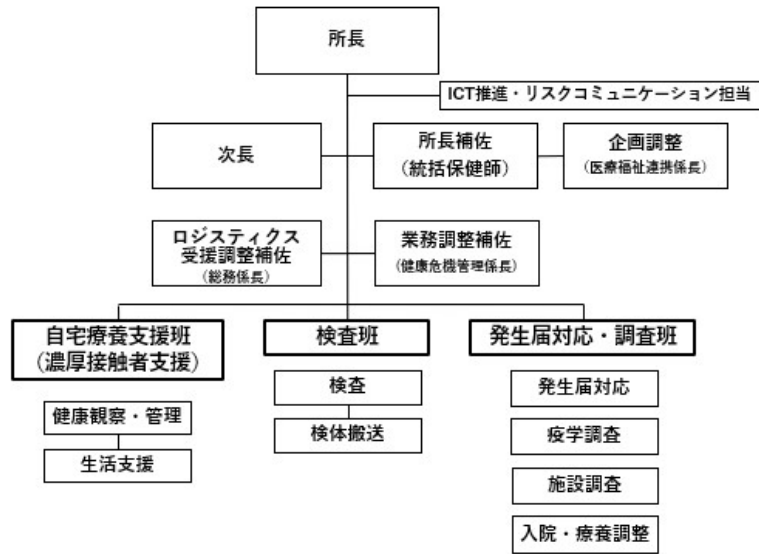 所長
ICT推進・リスクコミュニケーション担当
次長
所長補佐
(統括保健師)
企画調整
(医療福祉連携係長)
ロジスティクス
受援調整補佐
(総務係長)
業務調整補佐
(健康危機管理係長)
自宅療養支援班
(濃厚接触者支援)
検査班
発生届対応・調査班
健康観察・管理
生活支援
検査
検体搬送
発生届対応
疫学調査
施設調査
入院・療養調整